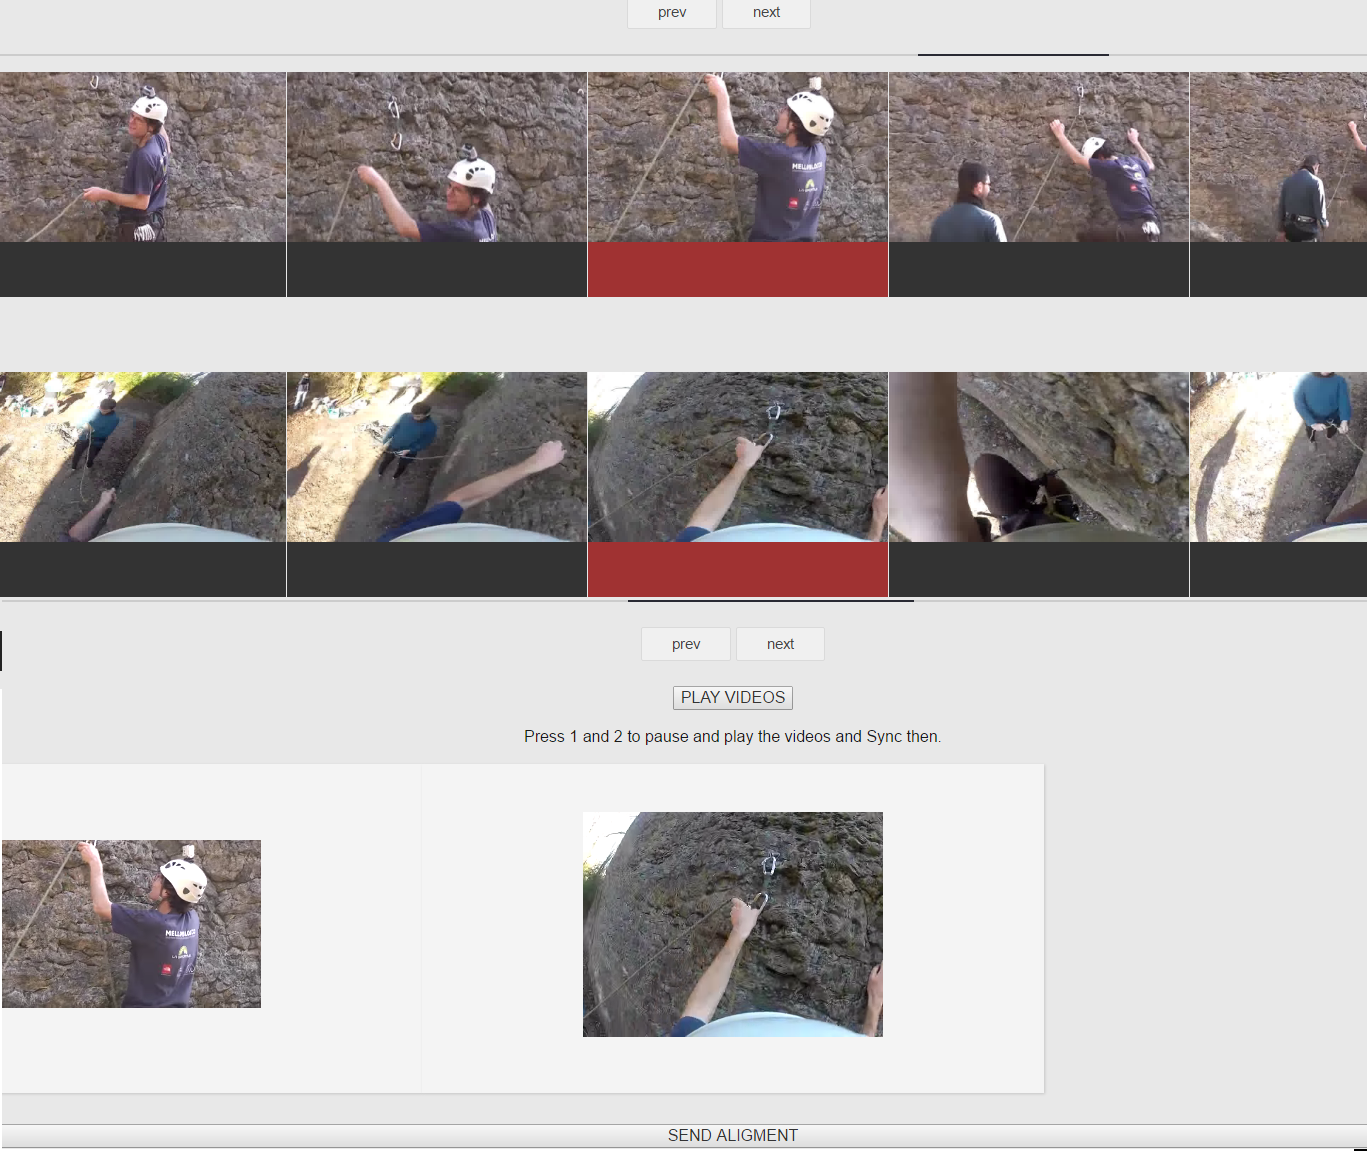 prev next
MELLOBLOCO
prev next
PLAY VIDEOS
Press 1 and 2 to pause and play the videos and Sync then.
SEND ALIGMENT